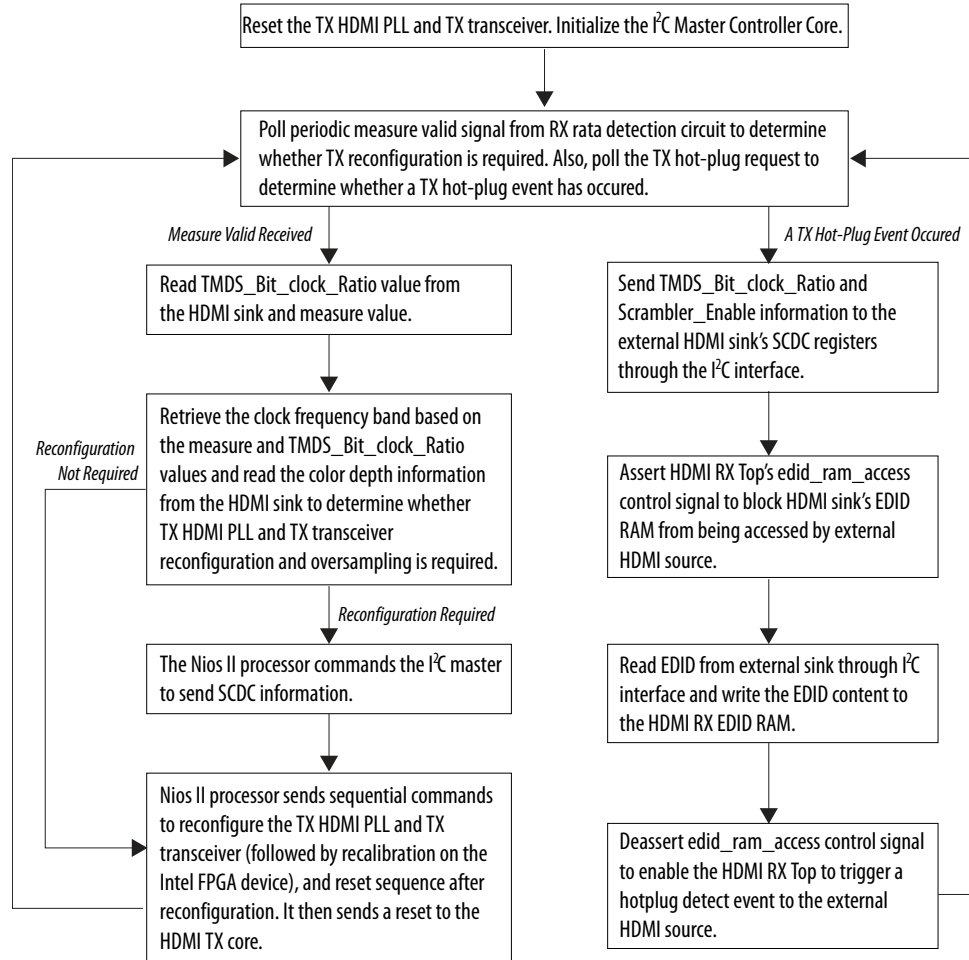 Reset the TX HDMI PLL and TX transceiver. Initialize the I²C Master Controller Core.
Poll periodic measure valid signal from RX rata detection circuit to determine
whether TX reconfiguration is required. Also, poll the TX hot-plug request to
determine whether a TX hot-plug event has occured.
Measure Valid Received
Read TMDS_Bit_clock_Ratio value from
the HDMI sink and measure value.
Retrieve the clock frequency band based on
the measure and TMDS_Bit_clock_Ratio
values and read the color depth information
from the HDMI sink to determine whether
TX HDMI PLL and TX transceiver
reconfiguration and oversampling is required.
Reconfiguration
Not Required
Reconfiguration Required
The Nios II processor commands the I²C master
to send SCDC information.
Nios II processor sends sequential commands
to reconfigure the TX HDMI PLL and TX
transceiver (followed by recalibration on the
Intel FPGA device), and reset sequence after
reconfiguration. It then sends a reset to the
HDMI TX core.
A TX Hot-Plug Event Occured
Send TMDS_Bit_clock_Ratio and
Scrambler_Enable information to the
external HDMI sink's SCDC registers
through the I²C interface.
Assert HDMI RX Top's edid_ram_access
control signal to block HDMI sink's EDID
RAM from being accessed by external
HDMI source.
Read EDID from external sink through I²C
interface and write the EDID content to
the HDMI RX EDID RAM.
Deassert edid_ram_access control signal
to enable the HDMI RX Top to trigger a
hotplug detect event to the external
HDMI source.